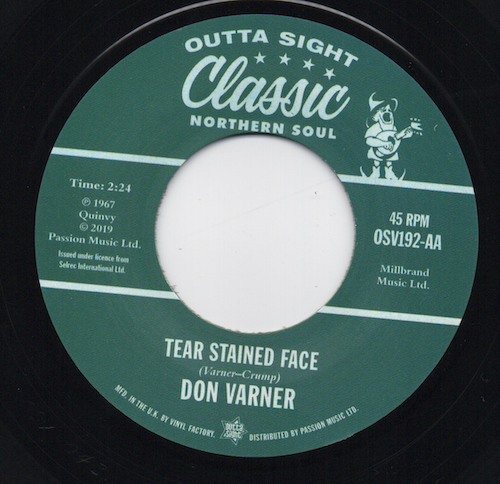 OUTTA SIGHT
Classic
NORTHERN SOUL
Time: 2:24
℗ 1967
Quinvy
© 2019
Passion Music Ltd.
Issued under licence from
Selrec International Ltd.
45 RPM
OSV192-AA
Millbrand
Music Ltd.
TEAR STAINED FACE
(Varner–Crump)
DON VARNER
MFD. IN THE U.K. BY VINYL FACTORY. DISTRIBUTED BY PASSION MUSIC LTD.